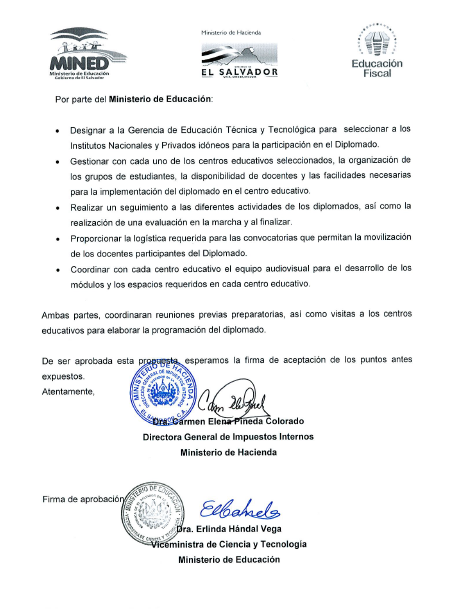 Ministerio de Hacienda
MINED
Ministerio de Educación
Gobierno de El Salvador
EL SALVADOR
Educación
Fiscal
Por parte del Ministerio de Educación:
• Designar a la Gerencia de Educación Técnica y Tecnológica para seleccionar a los
Institutos Nacionales y Privados idóneos para la participación en el Diplomado.
• Gestionar con cada uno de los centros educativos seleccionados, la organización de
los grupos de estudiantes, la disponibilidad de docentes y las facilidades necesarias
para la implementación del diplomado en el centro educativo.
• Realizar un seguimiento a las diferentes actividades de los diplomados, así como la
realización de una evaluación en la marcha y al finalizar.
• Proporcionar la logística requerida para las convocatorias que permitan la movilización
de los docentes participantes del Diplomado.
• Coordinar con cada centro educativo el equipo audiovisual para el desarrollo de los
módulos y los espacios requeridos en cada centro educativo.
Ambas partes, coordinaran reuniones previas preparatorias, así como visitas a los centros
educativos para elaborar la programación del diplomado.
De ser aprobada esta propuesta, esperamos la firma de aceptación de los puntos antes
expuestos.
Atentamente,
MINISTERIO DE HACIENDA
Dra. Carmen Elena Pineda Colorado
Directora General de Impuestos Internos
Ministerio de Hacienda
Firma de aprobación
MINISTERIO DE EDUCACION
Dra. Erlinda Hándal Vega
Viceministra de Ciencia y Tecnología
Ministerio de Educación